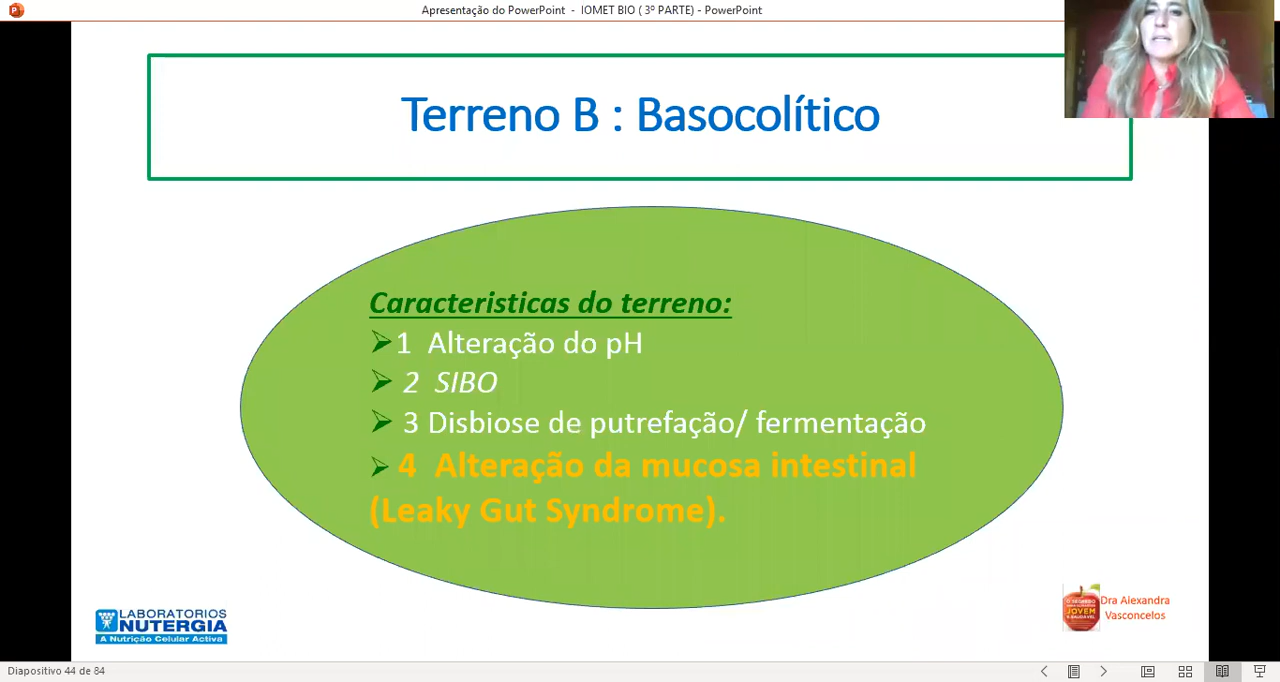 Apresentação do PowerPoint - IOMET BIO ( 3º PARTE) - PowerPoint
Terreno B : Basocolítico
Caracteristicas do terreno:
1 Alteração do pH
2 SIBO
3 Disbiose de putrefação/ fermentação
4 Alteração da mucosa intestinal
(Leaky Gut Syndrome).
LABORATORIOS
NUTERGIA
A Nutrição Celular Activa
JOVEM
Dra Alexandra
Vasconcelos
Diapositivo 44 de 84